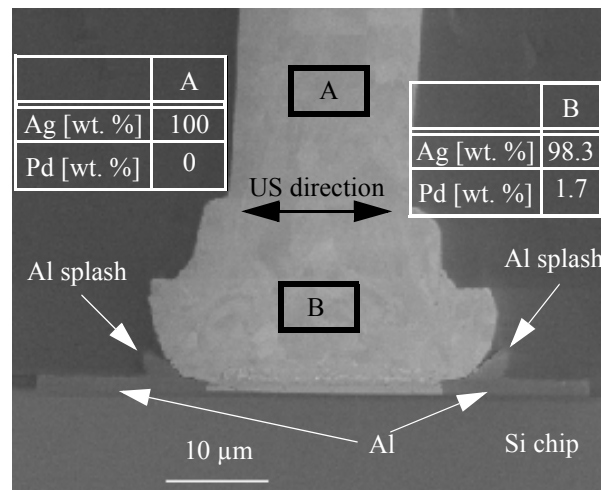 A
Ag [wt. %] 100
Pd [wt. %] 0
A
B
Ag [wt. %] 98.3
Pd [wt. %] 1.7
US direction
Al splash
Al splash
B
Al
Si chip
10 µm